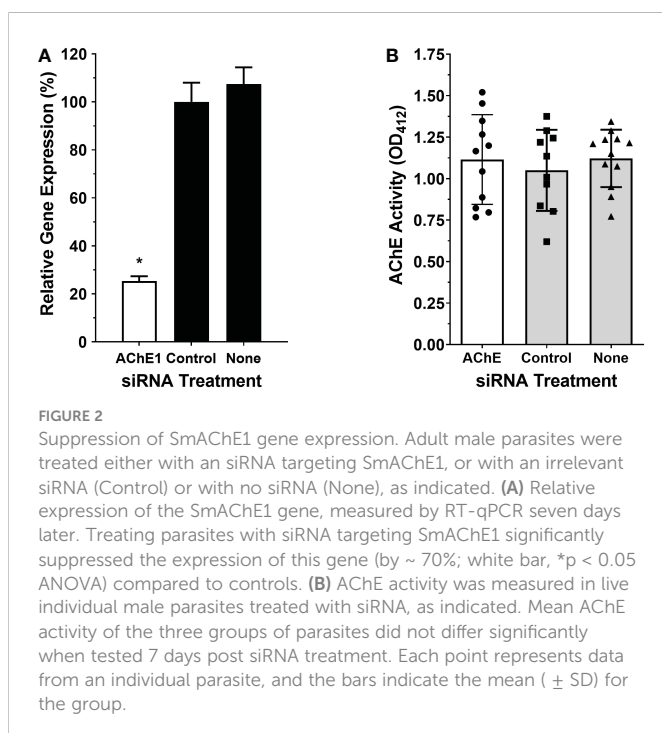 A
120
100
80
60
40
20
0
Relative Gene Expression (%)
*
AChE1 Control None
siRNA Treatment
B
1.75
1.50
1.25
1.00
0.75
0.50
0.25
0.00
AChE Activity (OD412)
AChE Control None
siRNA Treatment
FIGURE 2
Suppression of SmAChE1 gene expression. Adult male parasites were
treated either with an siRNA targeting SmAChE1, or with an irrelevant
siRNA (Control) or with no siRNA (None), as indicated. (A) Relative
expression of the SmAChE1 gene, measured by RT-qPCR seven days
later. Treating parasites with siRNA targeting SmAChE1 significantly
suppressed the expression of this gene (by ~ 70%; white bar, *p < 0.05
ANOVA) compared to controls. (B) AChE activity was measured in live
individual male parasites treated with siRNA, as indicated. Mean AChE
activity of the three groups of parasites did not differ significantly
when tested 7 days post siRNA treatment. Each point represents data
from an individual parasite, and the bars indicate the mean ( ± SD) for
the group.